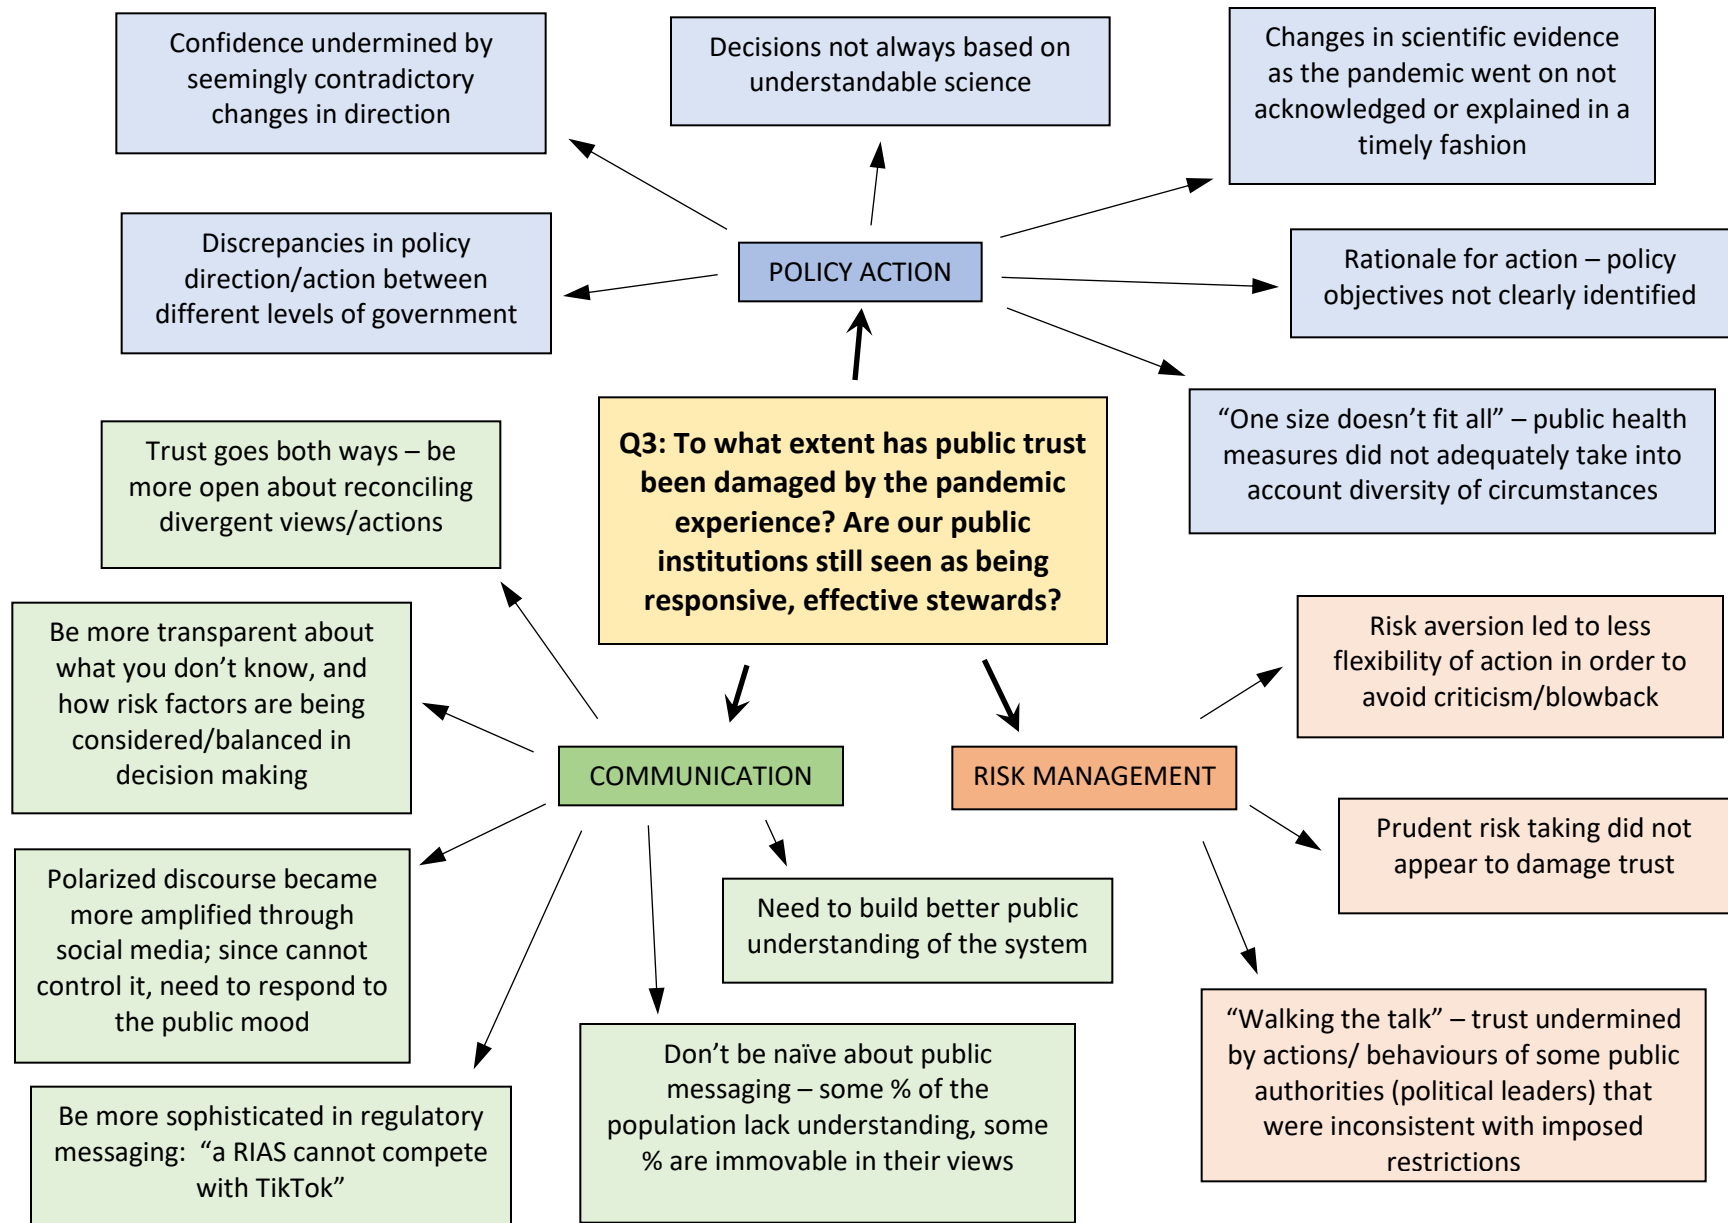 Confidence undermined by
seemingly contradictory
changes in direction
Decisions not always based on
understandable science
Changes in scientific evidence
as the pandemic went on not
acknowledged or explained in a
timely fashion
Discrepancies in policy
direction/action between
different levels of government
POLICY ACTION
Rationale for action – policy
objectives not clearly identified
“One size doesn’t fit all” – public health
measures did not adequately take into
account diversity of circumstances
Q3: To what extent has public trust
been damaged by the pandemic
experience? Are our public
institutions still seen as being
responsive, effective stewards?
Trust goes both ways – be
more open about reconciling
divergent views/actions
Be more transparent about
what you don’t know, and
how risk factors are being
considered/balanced in
decision making
COMMUNICATION
RISK MANAGEMENT
Risk aversion led to less
flexibility of action in order to
avoid criticism/blowback
Prudent risk taking did not
appear to damage trust
Polarized discourse became
more amplified through
social media; since cannot
control it, need to respond to
the public mood
Need to build better public
understanding of the system
Be more sophisticated in regulatory
messaging:  “a RIAS cannot compete
with TikTok”
Don’t be naïve about public
messaging – some % of the
population lack understanding, some
% are immovable in their views
“Walking the talk” – trust undermined
by actions/ behaviours of some public
authorities (political leaders) that
were inconsistent with imposed
restrictions